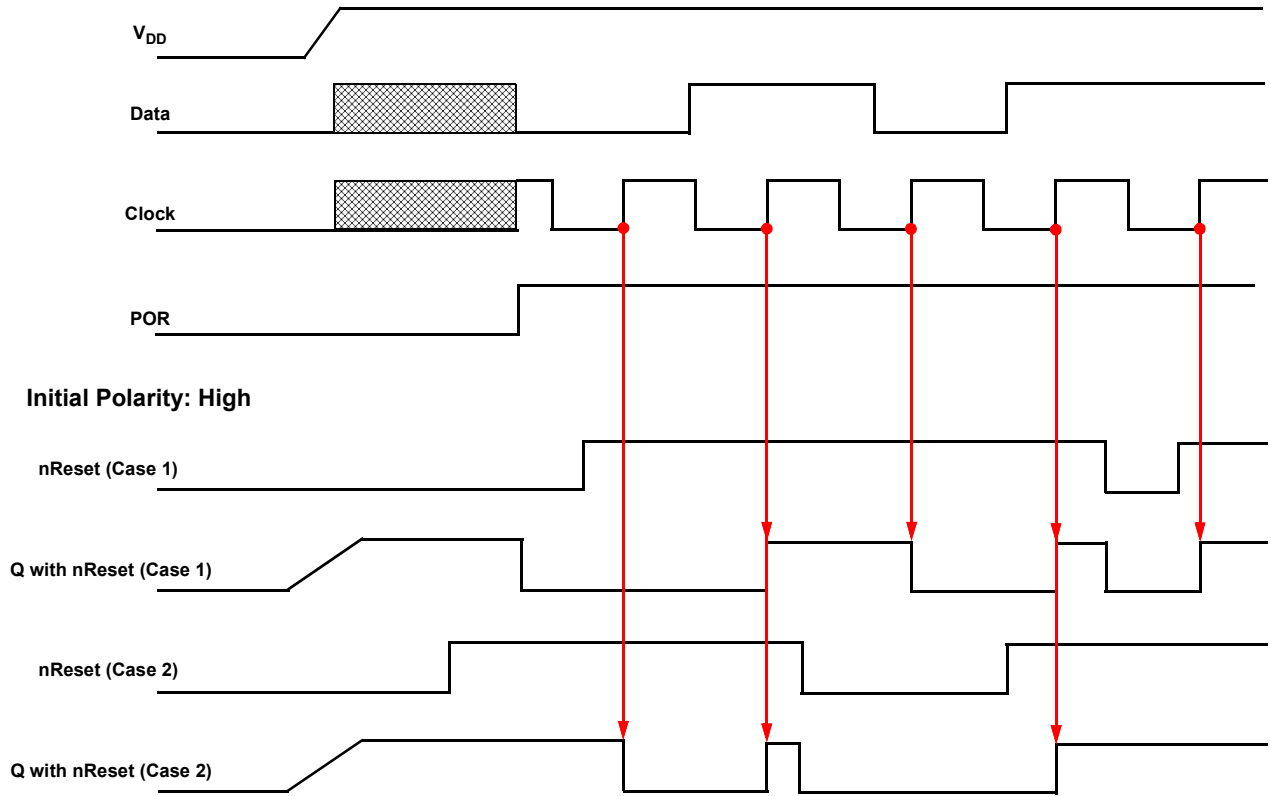 VDD
Data
Clock
POR
Initial Polarity: High
nReset (Case 1)
Q with nReset (Case 1)
nReset (Case 2)
Q with nReset (Case 2)